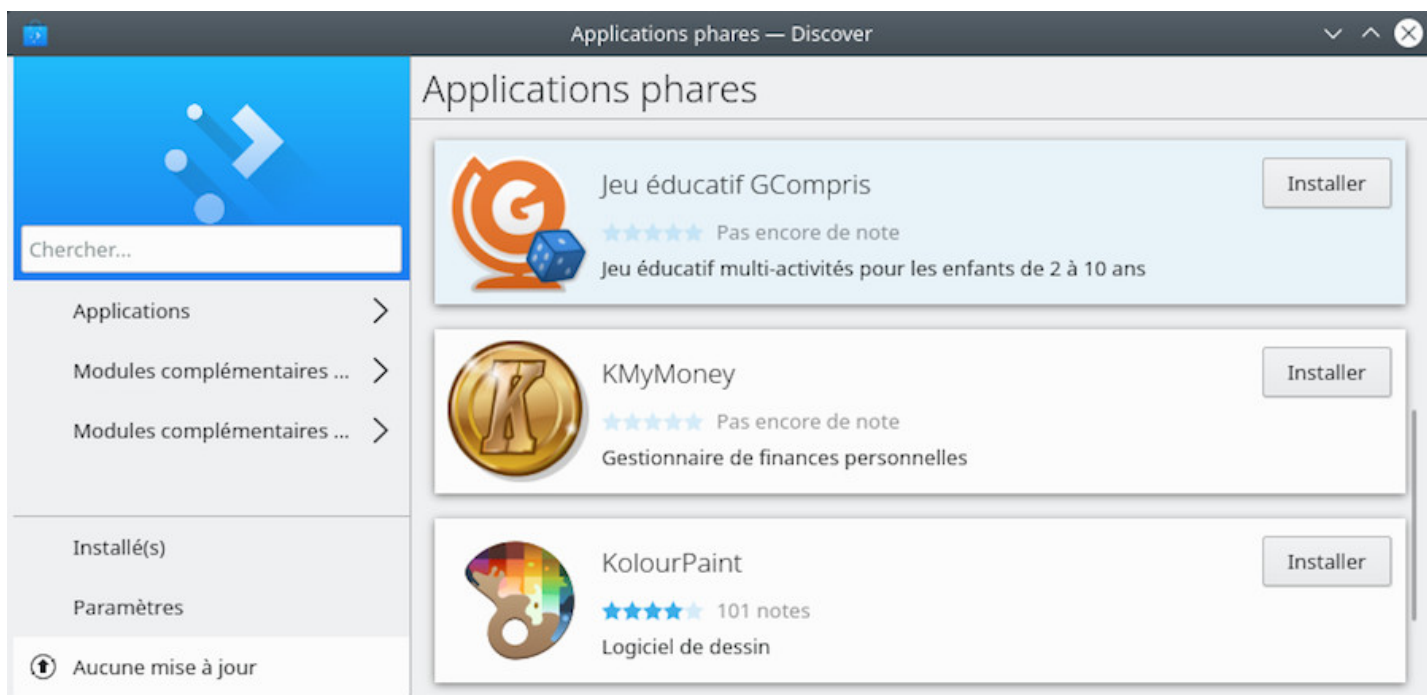 Applications phares — Discover
Chercher...
Applications
Modules complémentaires ...
Modules complémentaires ...
Installé(s)
Paramètres
Aucune mise à jour
Applications phares
Jeu éducatif GCompris
Installer
Pas encore de note
Jeu éducatif multi-activités pour les enfants de 2 à 10 ans
KMyMoney
Installer
Pas encore de note
Gestionnaire de finances personnelles
KolourPaint
Installer
101 notes
Logiciel de dessin
G
K